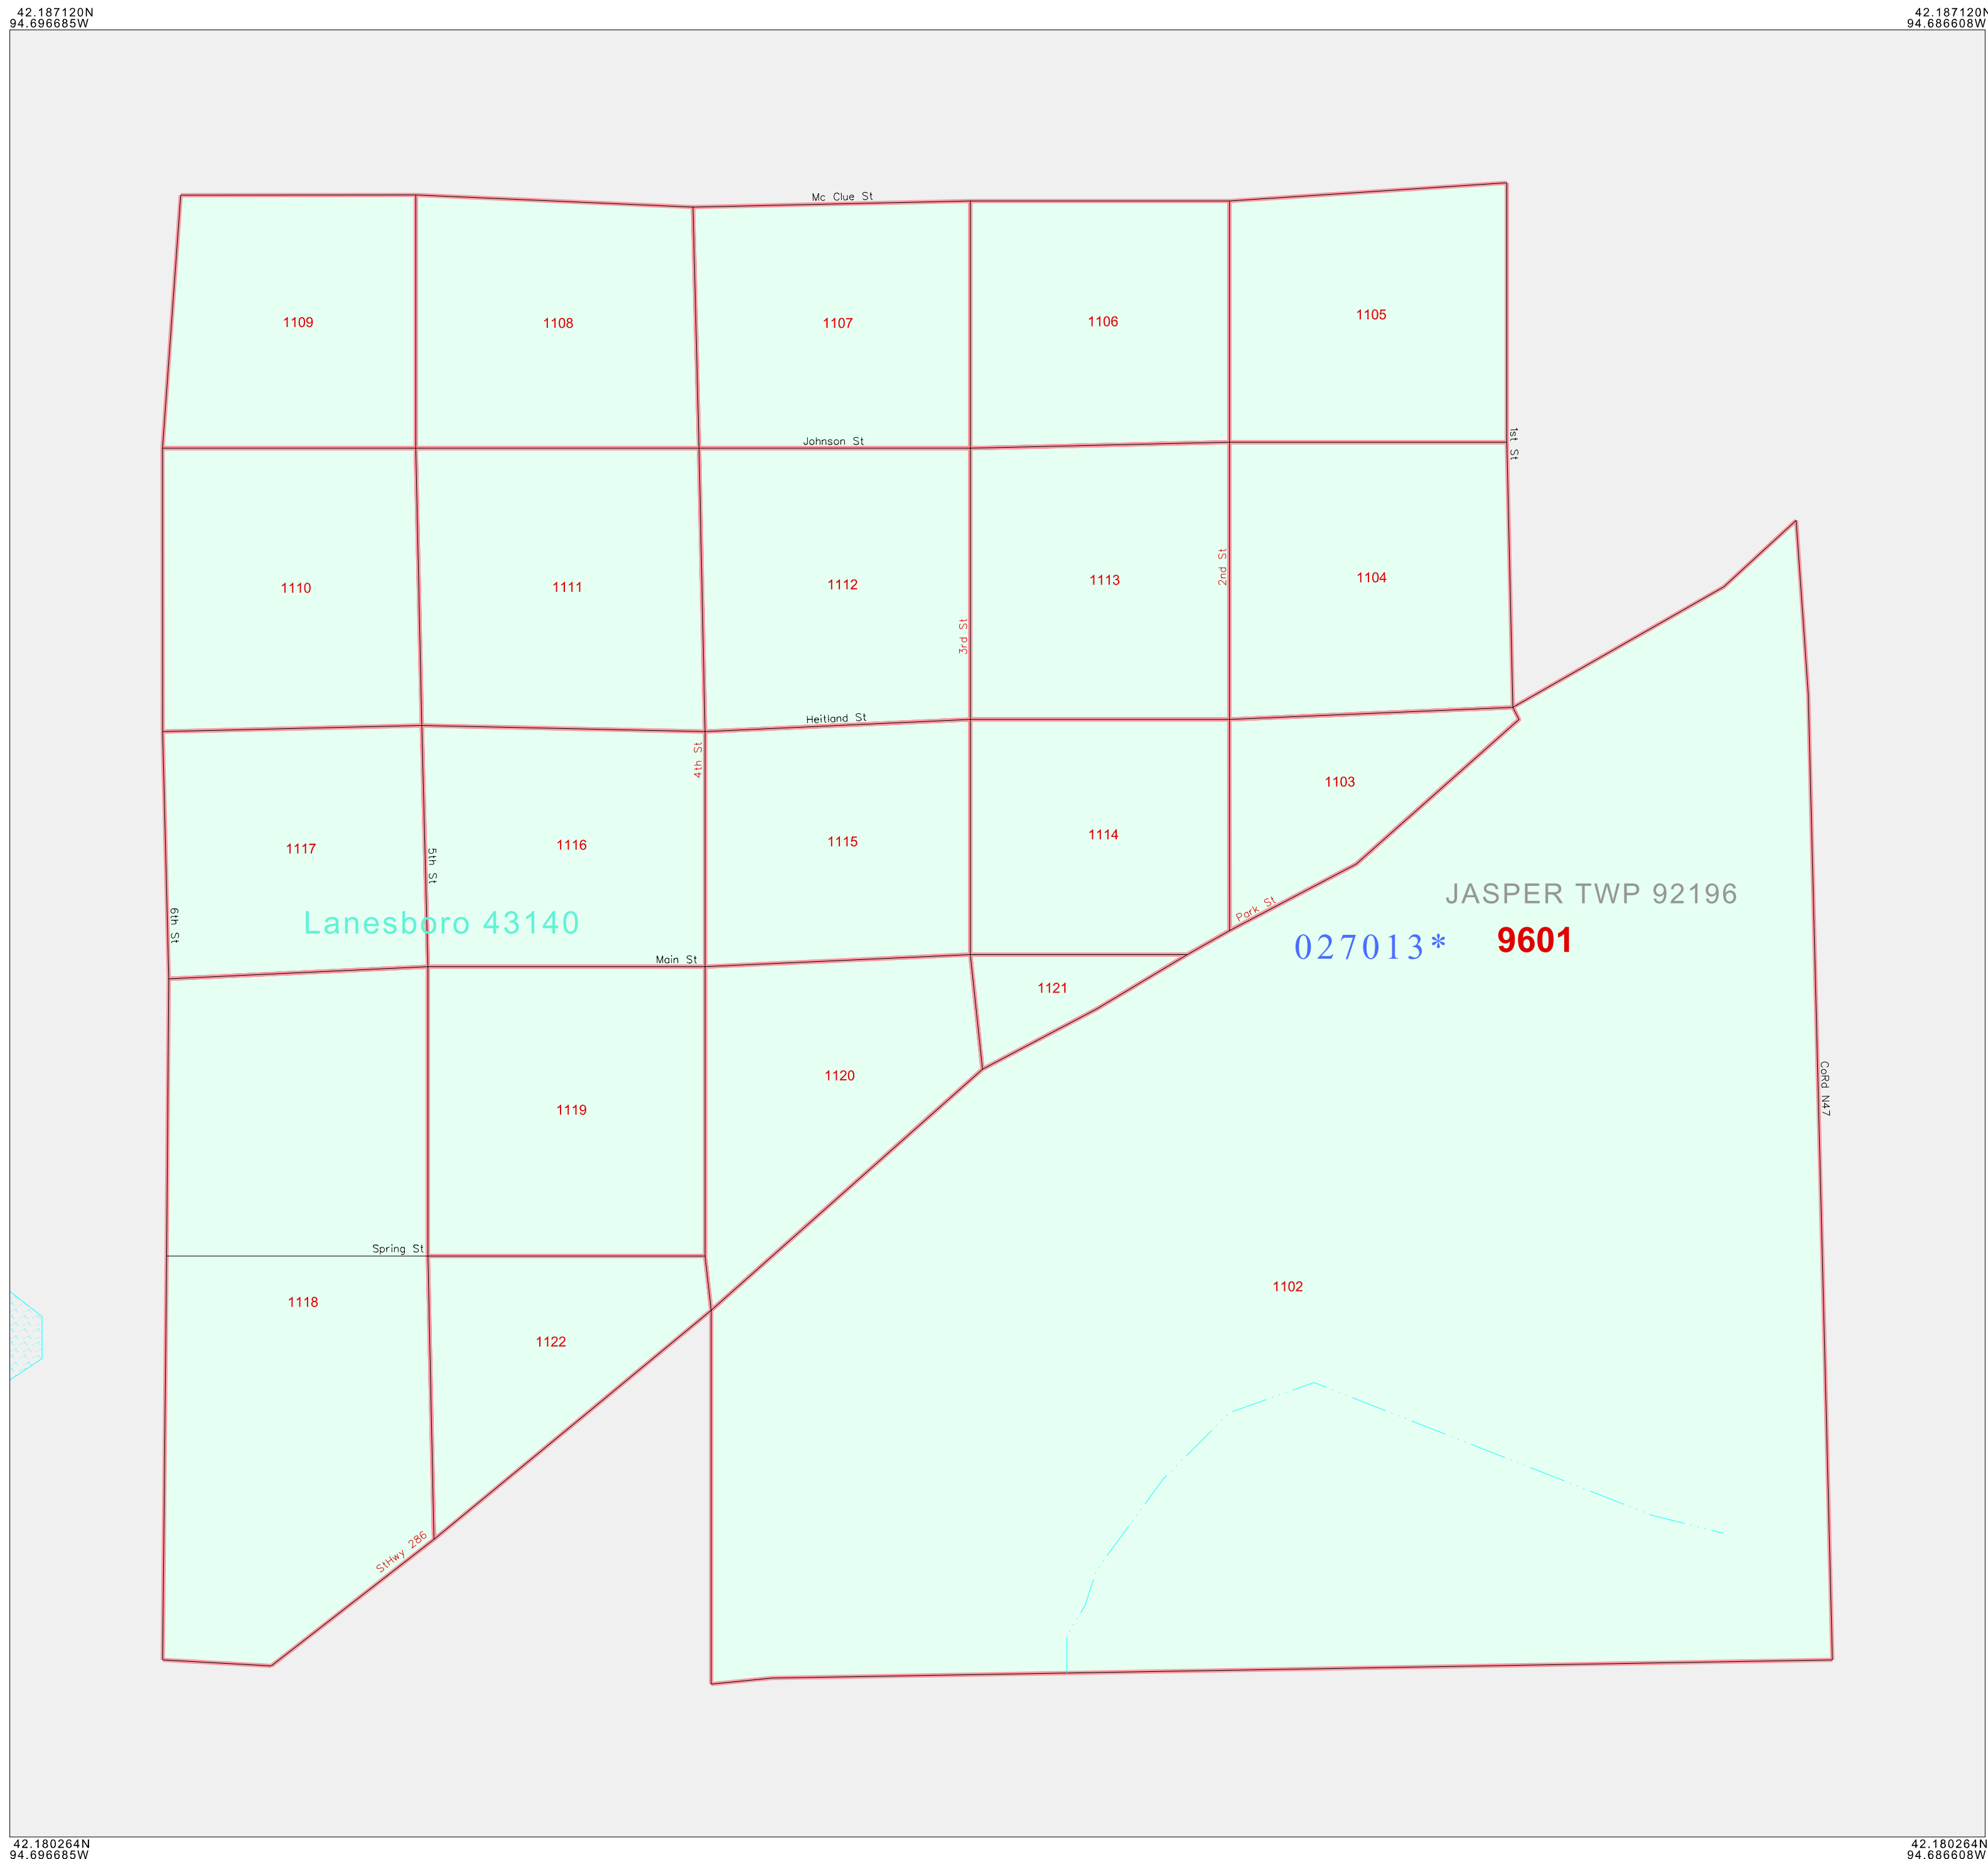 42.187120N
94.696685W
42.187120N
94.686608W
Mc Clue St
1109
1108
1107
1106
1105
Johnson St
1st St
1110
1111
1112
1113
2nd St
1104
3rd St
Heitland St
4th St
1103
1117
5th St
1116
1115
1114
JASPER TWP 92196
Park St
6th St
Lanesboro 43140
027013*
9601
Main St
1121
1120
CoRd N47
1119
Spring St
1118
1102
1122
StHwy 286
42.180264N
94.696685W
42.180264N
94.686608W